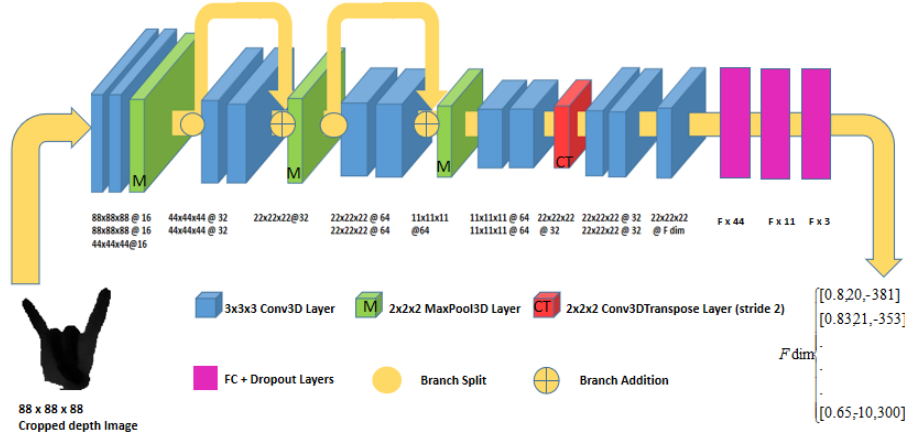 M
M
M
CT
88x88x88 @ 16
88x88x88 @ 16
44x44x44@16
44x44x44 @ 32
44x44x44 @ 32
22x22x22@32
22x22x22 @ 64
22x22x22 @ 64
11x11x11
@64
11x11x11 @ 64
11x11x11 @ 64
22x22x22
@ 32
22x22x22 @ 32
22x22x22 @ 32
22x22x22
@ F dim
F x 44
F x 11
F x 3
3x3x3 Conv3D Layer
M
2x2x2 MaxPool3D Layer
CT
2x2x2 Conv3DTranspose Layer (stride 2)
FC + Dropout Layers
Branch Split
Branch Addition
88 x 88 x 88
Cropped depth Image
F dim
[0.8,20,-381]
[0.83,21,-353]
.
.
.
[0.65,-10,300]